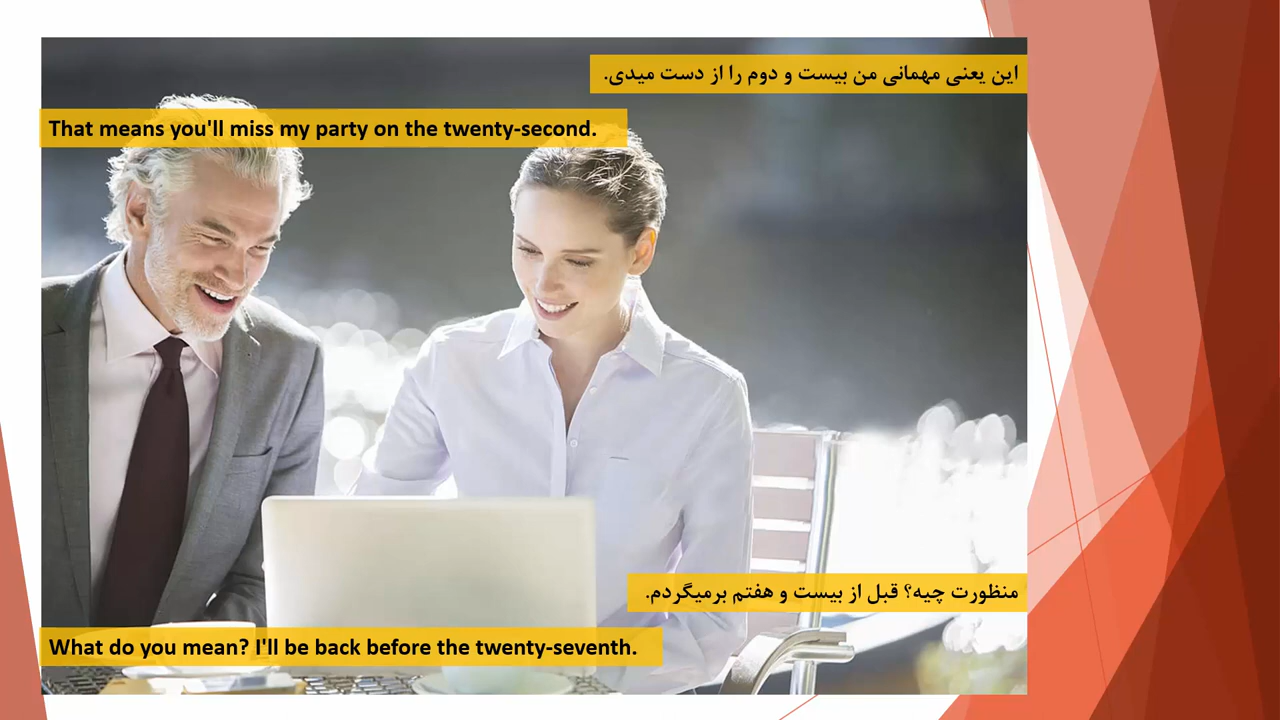 این یعنی مهمانی من بیست و دوم را از دست میدی.
That means you'll miss my party on the twenty-second.
منظورت چیه؟ قبل از بیست و هفتم برمیگردم.
What do you mean? I'll be back before the twenty-seventh.